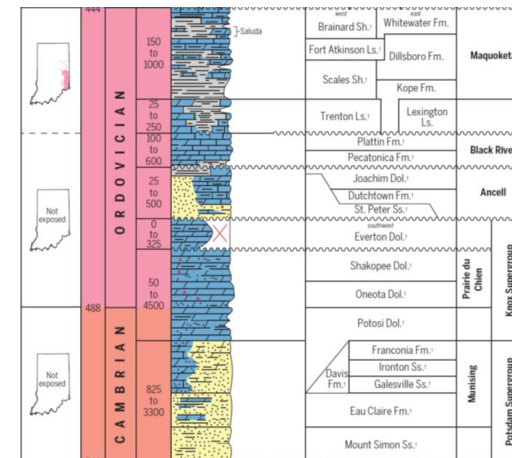 444
west
east
Brainard Sh.↑
Whitewater Fm.
Saluda
150
to
1000
Fort Atkinson Ls.↑
Dillsboro Fm.
Maquoketa
Scales Sh.↑
Kope Fm.
25
to
250
Trenton Ls.↑
Lexington
Ls.
ORDOVICIAN
100
to
600
Plattin Fm.↑
Pecatonica Fm.↑
Black River
25
to
500
Joachim Dol.↑
Dutchtown Fm.↑
St. Peter Ss.↑
Ancell
Not
exposed
0
to
325
southwest
Everton Dol.↑
50
to
4500
Shakopee Dol.↑
Oneota Dol.↑
Prairie du
Chien
Knox Supergroup
488
Potosi Dol.↑
CAMBRIAN
Not
exposed
825
to
3300
Franconia Fm.↑
Davis
Fm.↑
Ironton Ss.↑
Galesville Ss.↑
Eau Claire Fm.↑
Mount Simon Ss.↑
Munising
Potsdam Supergroup